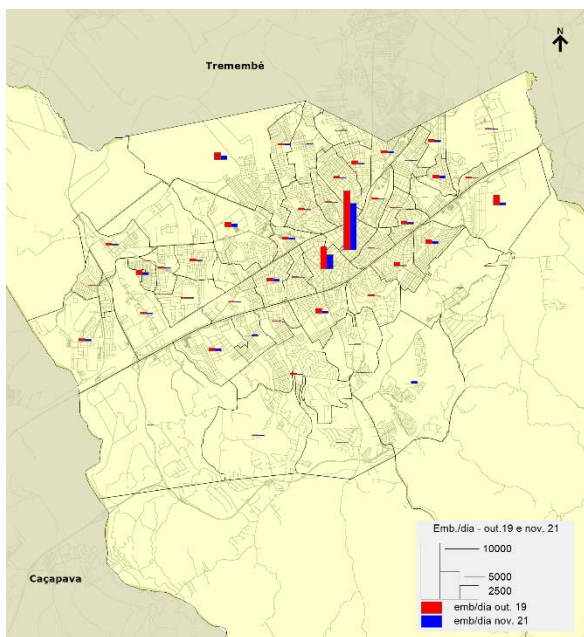 N
Tremembé
Caçapava
Emb./dia - out.19 e nov. 21
10000
5000
2500
emb/dia out. 19
emb/dia nov. 21